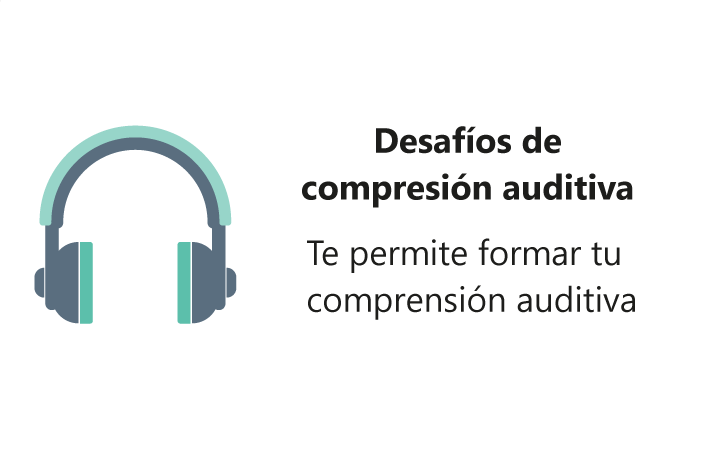 Desafíos de
compresión auditiva
Te permite formar tu
comprensión auditiva